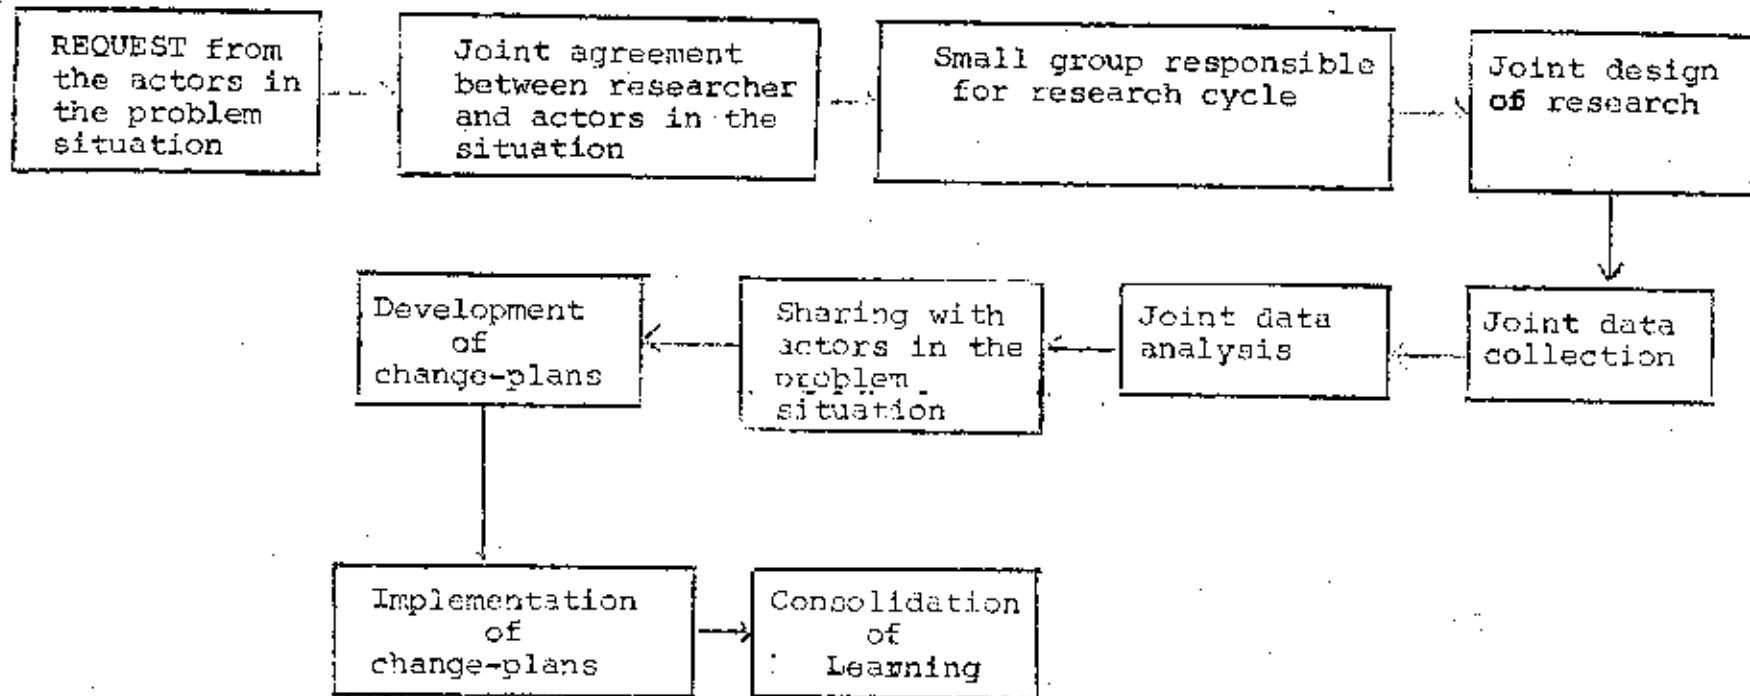 REQUEST from
the actors in
the problem
situation
Joint agreement
between researcher
and actors in the
situation
Small group responsible
for research cycle
Joint design
of research
Joint data
collection
Joint data
analysis
Sharing with
actors in the
problem
situation
Development
of
change-plans
Implementation
of
change-plans
Consolidation
of
Learning